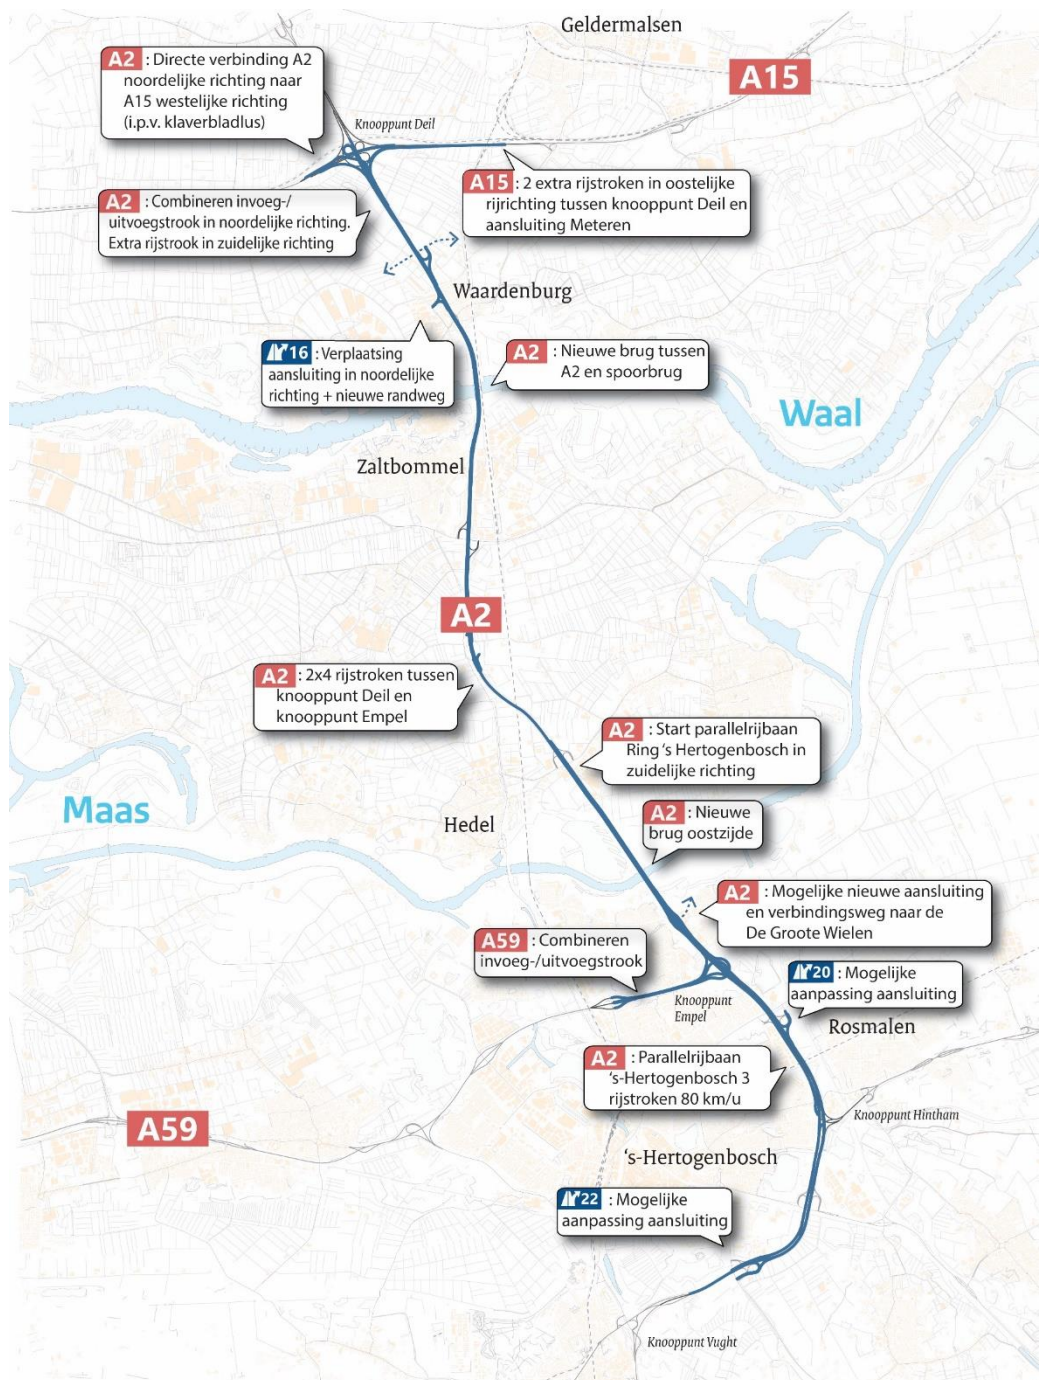 Geldermalsen
A2 : Directe verbinding A2
noordelijke richting naar
A15 westelijke richting
(i.p.v. klaverbladlus)
A15
Knooppunt Deil
A15 : 2 extra rijstroken in oostelijke
rijrichting tussen knooppunt Deil en
aansluiting Meteren
A2 : Combineren invoeg-/
uitvoegstrook in noordelijke richting.
Extra rijstrook in zuidelijke richting
Waardenburg
16 : Verplaatsing
aansluiting in noordelijke
richting + nieuwe randweg
A2 : Nieuwe brug tussen
A2 en spoorbrug
Waal
Zaltbommel
A2
A2 : 2x4 rijstroken tussen
knooppunt Deil en
knooppunt Empel
A2 : Start parallelrijbaan
Ring ‘s Hertogenbosch in
zuidelijke richting
Maas
Hedel
A2 : Nieuwe
brug oostzijde
A2 : Mogelijke nieuwe aansluiting
en verbindingsweg naar de
De Groote Wielen
A59 : Combineren
invoeg-/uitvoegstrook
20 : Mogelijke
aanpassing aansluiting
Knooppunt
Empel
Rosmalen
A2 : Parallelrijbaan
‘s-Hertogenbosch 3
rijstroken 80 km/u
A59
Knooppunt Hintham
‘s-Hertogenbosch
22 : Mogelijke
aanpassing aansluiting
Knooppunt Vught